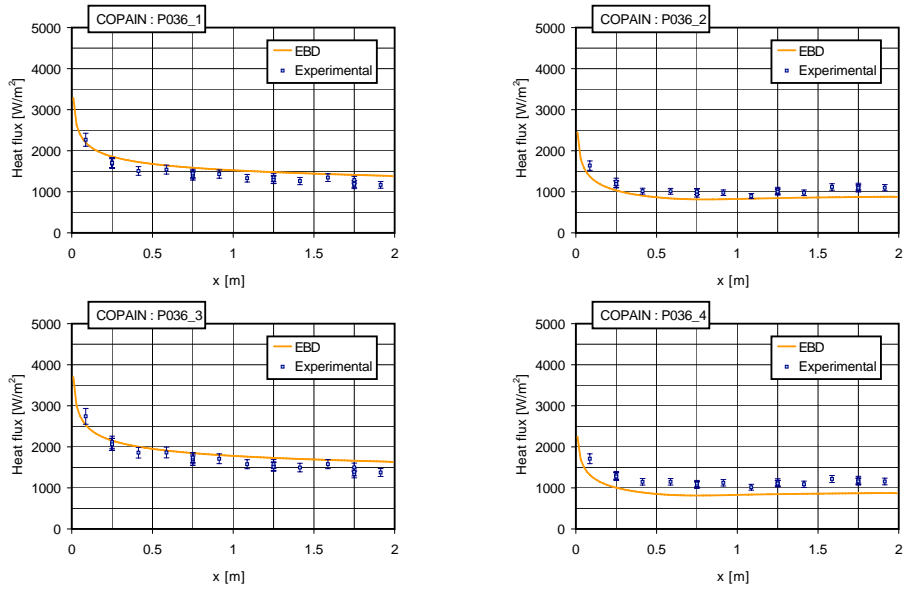 COPAIN : P036_1
5000
4000
3000
2000
1000
0
Heat flux [W/m²]
EBD
Experimental
0 0.5 1 1.5 2
x [m]
COPAIN : P036_2
5000
4000
3000
2000
1000
0
Heat flux [W/m²]
EBD
Experimental
0 0.5 1 1.5 2
x [m]
COPAIN : P036_3
5000
4000
3000
2000
1000
0
Heat flux [W/m²]
EBD
Experimental
0 0.5 1 1.5 2
x [m]
COPAIN : P036_4
5000
4000
3000
2000
1000
0
Heat flux [W/m²]
EBD
Experimental
0 0.5 1 1.5 2
x [m]